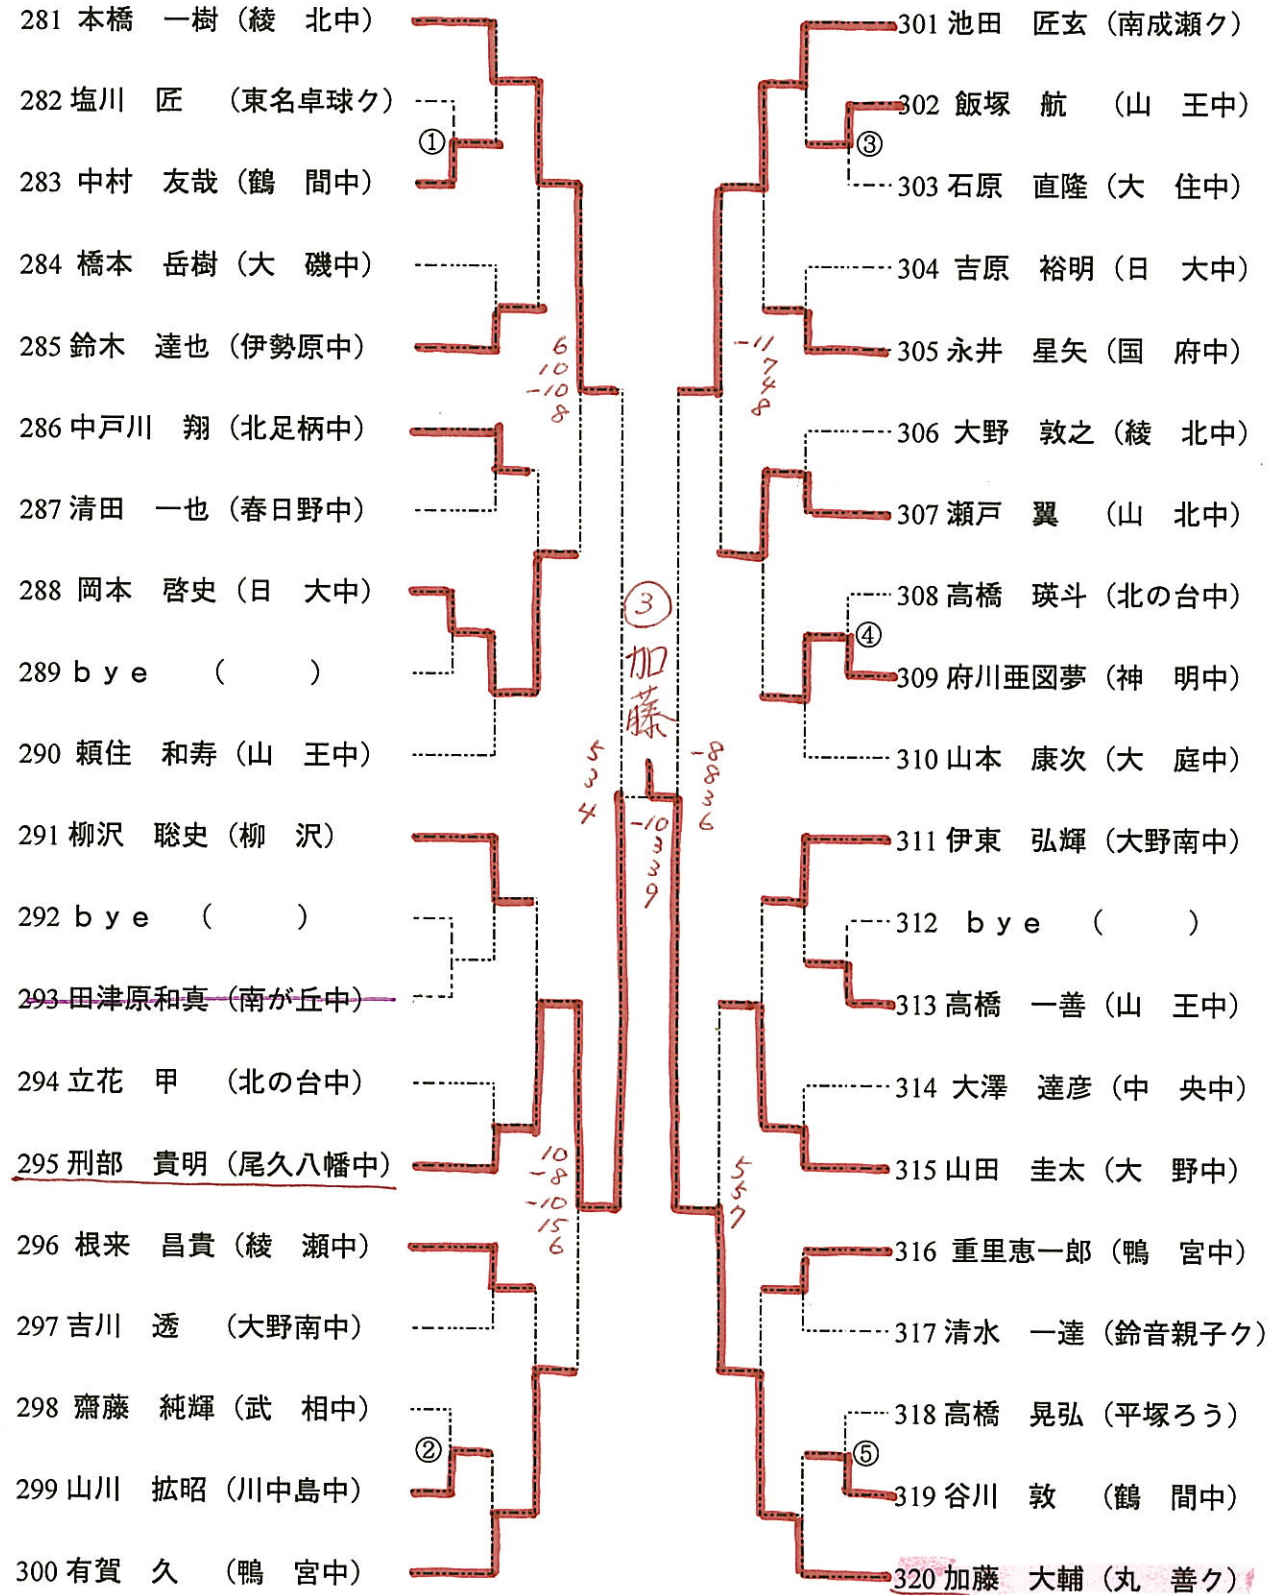 281 本橋　一樹（綾　北中）
282 塩川　匠　（東名卓球ク）
①
283 中村　友哉（鶴　間中）
284 橋本　岳樹（大　磯中）
285 鈴木　達也（伊勢原中）
6
10
-10
8
286 中戸川　翔（北足柄中）
287 清田　一也（春日野中）
288 岡本　啓史（日　大中）
289 ｂｙｅ　（　　　）
290 頼住　和寿（山　王中）
5
3
4
291 柳沢　聡史（柳　沢）
292 ｂｙｅ　（　　　）
293 田津原和真（南が丘中）
294 立花　甲　（北の台中）
295 刑部　貴明（尾久八幡中）
10
-8
-10
15
6
296 根来　昌貴（綾　瀬中）
297 吉川　透　（大野南中）
298 齋藤　純輝（武　相中）
②
299 山川　拡昭（川中島中）
300 有賀　久　（鴨　宮中）
③
加藤
-10
3
3
9
301 池田　匠玄（南成瀬ク）
302 飯塚　航　（山　王中）
③
303 石原　直隆（大　住中）
304 吉原　裕明（日　大中）
305 永井　星矢（国　府中）
-11
7
4
8
306 大野　敦之（綾　北中）
307 瀬戸　翼　（山　北中）
308 高橋　瑛斗（北の台中）
④
309 府川亜図夢（神　明中）
310 山本　康次（大　庭中）
-8
8
3
6
311 伊東　弘輝（大野南中）
312 ｂｙｅ　（　　　）
313 高橋　一善（山　王中）
314 大澤　達彦（中　央中）
315 山田　圭太（大　野中）
5
5
7
316 重里恵一郎（鴨　宮中）
317 清水　一達（鈴音親子ク）
318 高橋　晃弘（平塚ろう）
⑤
319 谷川　敦　（鶴　間中）
320 加藤　大輔（丸　善ク）